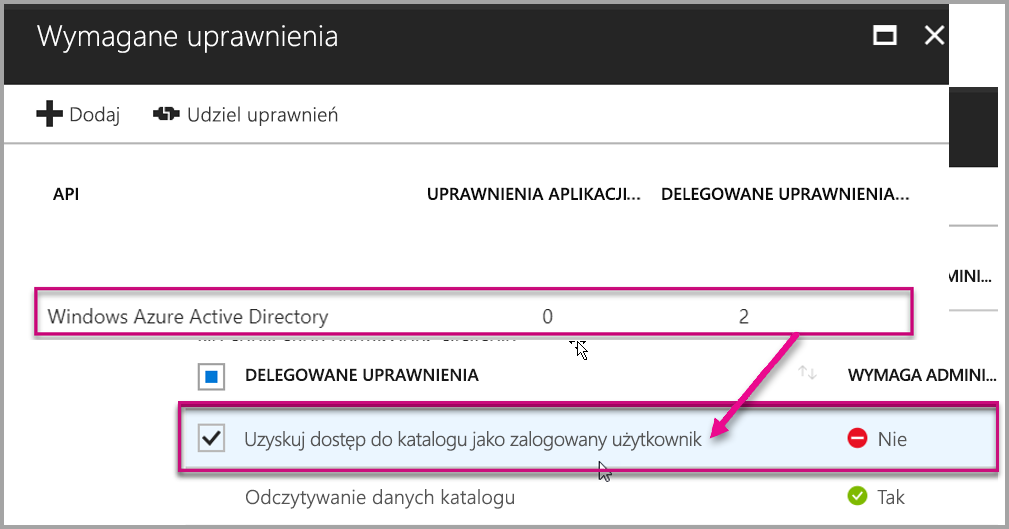 Wymagane uprawnienia
Dodaj Udziel uprawnień
API UPRAWNIENIA APLIKACJI... DELEGOWANE UPRAWNIENIA...
MINI...
Windows Azure Active Directory 0 2
DELEGOWANE UPRAWNIENIA WYMAGA ADMINI...
Uzyskuj dostęp do katalogu jako zalogowany użytkownik Nie
Odczytywanie danych katalogu Tak